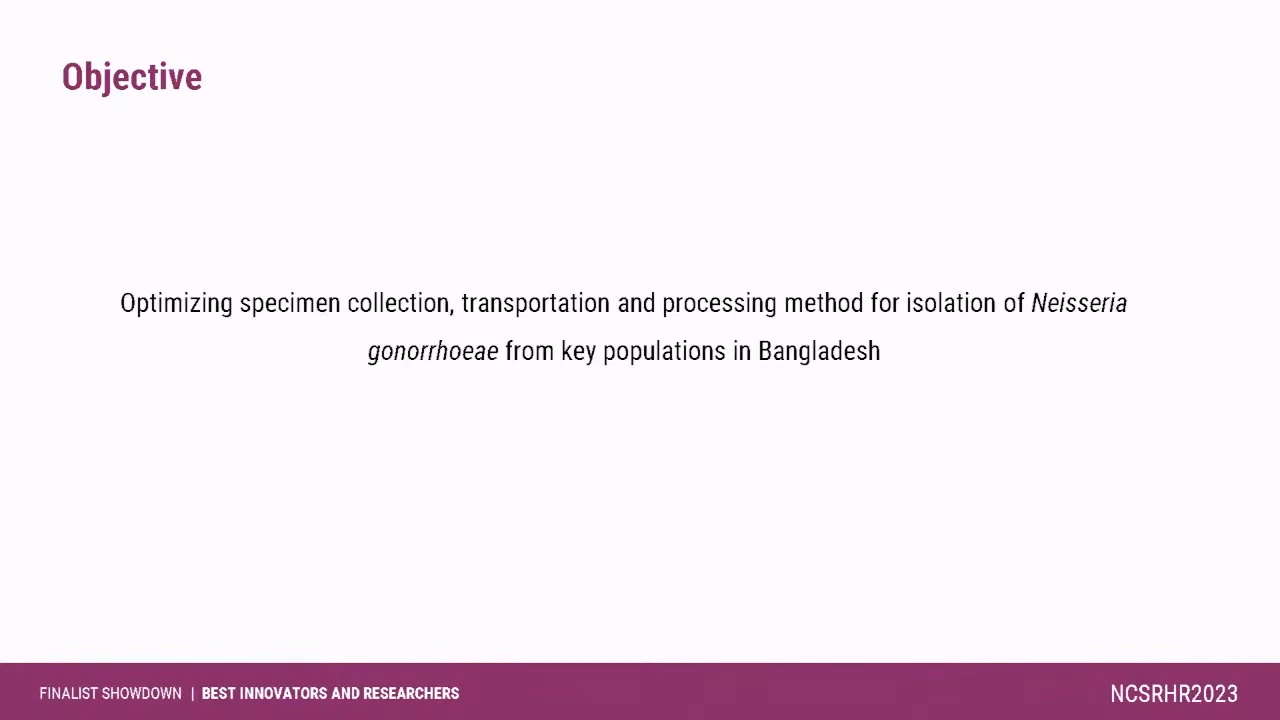 Objective
Optimizing specimen collection, transportation and processing method for isolation of Neisseria
gonorrhoeae from key populations in Bangladesh
FINALIST SHOWDOWN | BEST INNOVATORS AND RESEARCHERS
NCSRHR2023